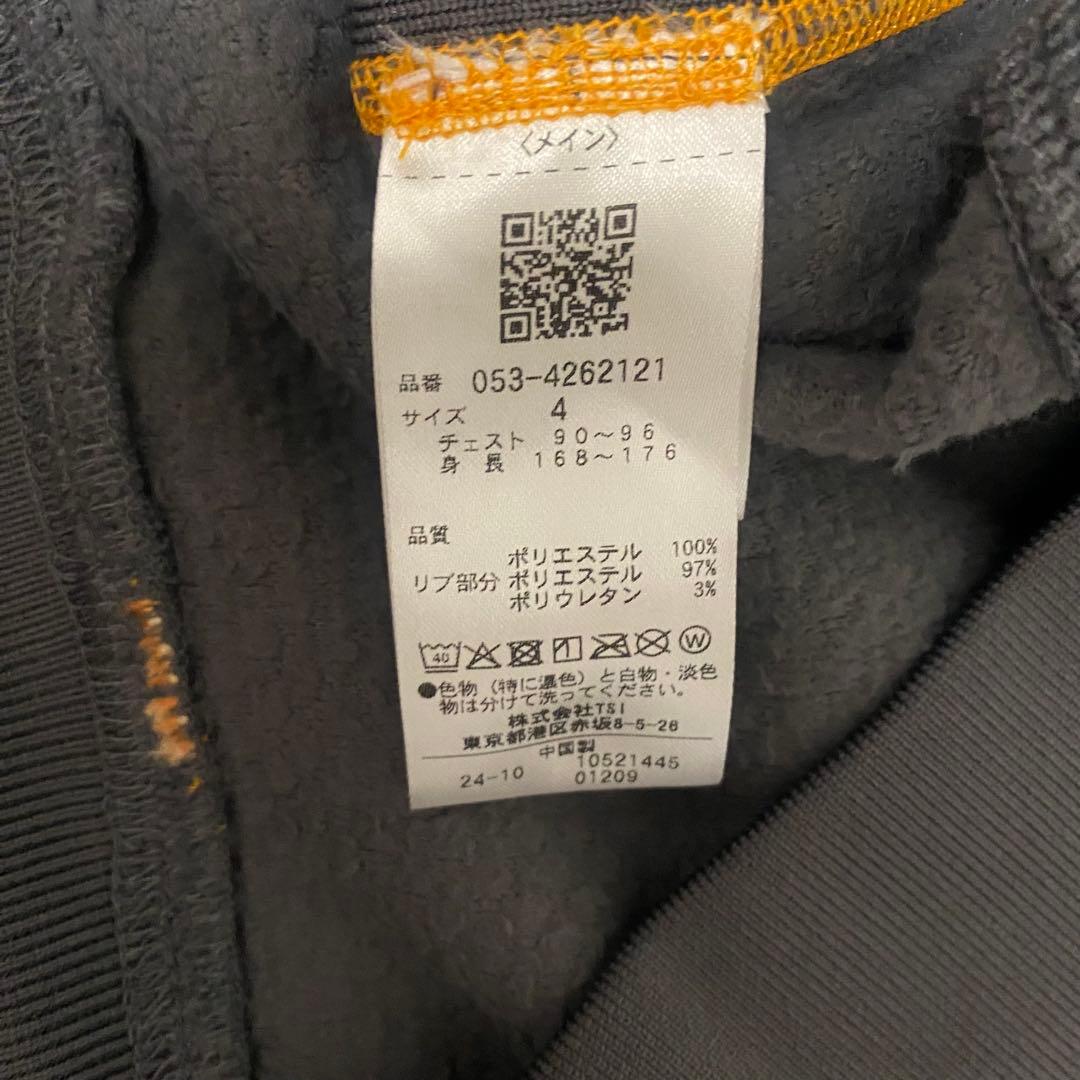 〈メイン〉
品番 053-4262121
サイズ 4
チェスト 90～96
身長 168～176
品質
ポリエステル 100%
リブ部分 ポリエステル 97%
ポリウレタン 3%
40
W
●色物（特に濃色）と白物・淡色
物は分けて洗ってください。
株式会社TSI
東京都港区赤坂8-5-26
中国製
24-10 10521445
01209